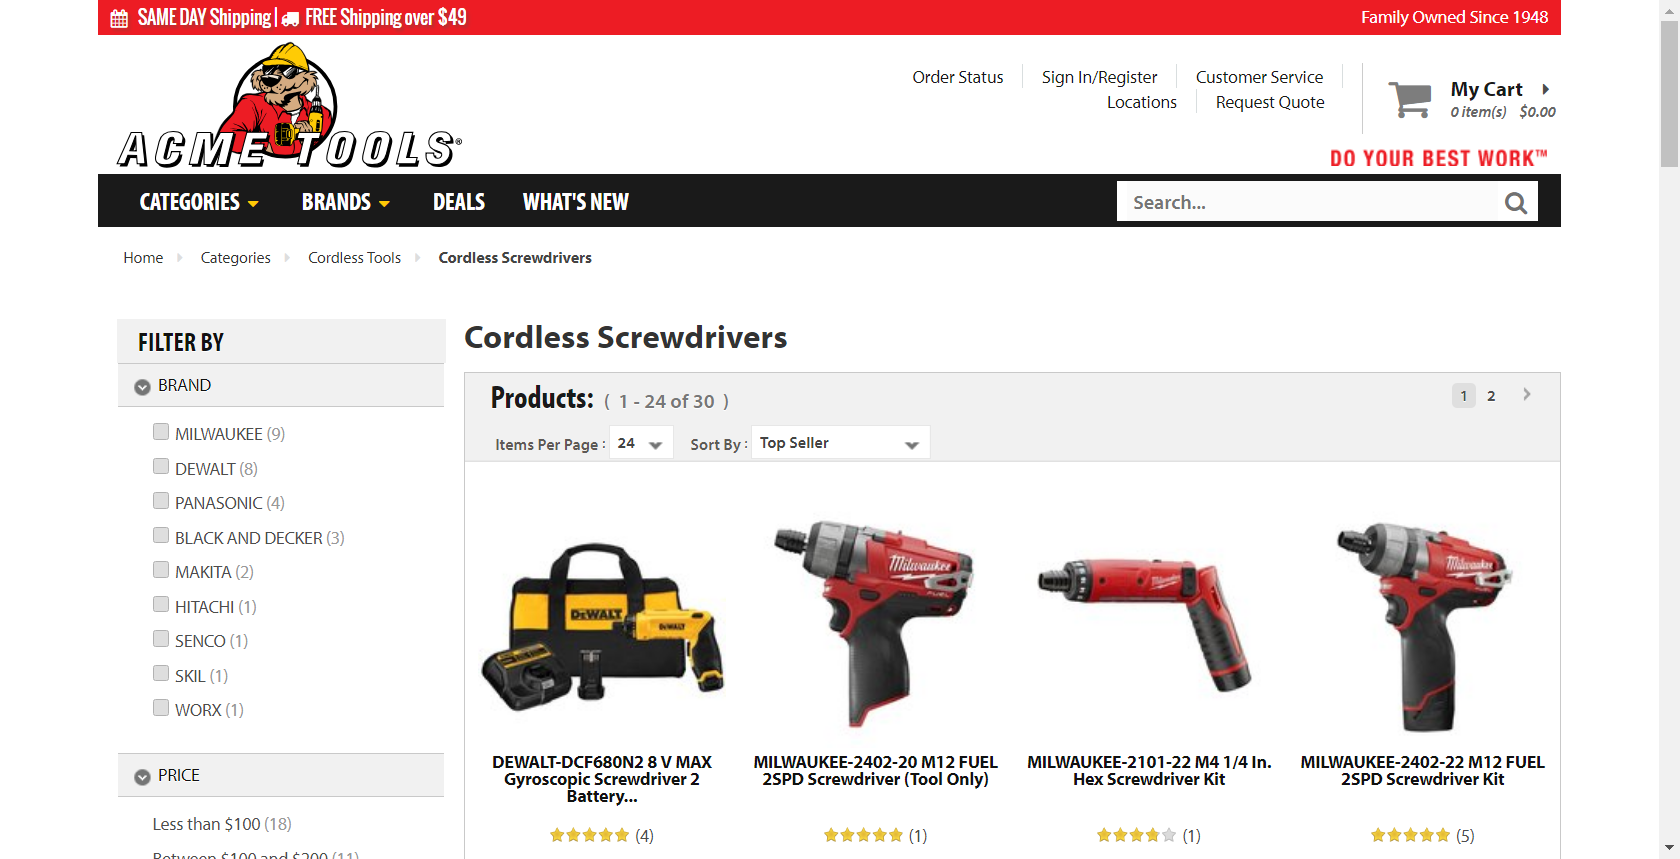 SAME DAY Shipping | FREE Shipping over $49
Family Owned Since 1948
ACME TOOLS®
Order Status
Sign In/Register
Customer Service
Locations
Request Quote
My Cart
0 item(s) $0.00
DO YOUR BEST WORK™
CATEGORIES
BRANDS
DEALS
WHAT'S NEW
Search...
Home
Categories
Cordless Tools
Cordless Screwdrivers
FILTER BY
BRAND
MILWAUKEE (9)
DEWALT (8)
PANASONIC (4)
BLACK AND DECKER (3)
MAKITA (2)
HITACHI (1)
SENCO (1)
SKIL (1)
WORX (1)
PRICE
Less than $100 (18)
Between $100 and $200 (11)
Cordless Screwdrivers
Products: ( 1 - 24 of 30 )
1 2
Items Per Page : 24
Sort By : Top Seller
DEWALT
DEWALT
Milwaukee
FUEL
Milwaukee
Milwaukee
FUEL
DEWALT-DCF680N2 8 V MAX
Gyroscopic Screwdriver 2
Battery...
(4)
MILWAUKEE-2402-20 M12 FUEL
2SPD Screwdriver (Tool Only)
(1)
MILWAUKEE-2101-22 M4 1/4 In.
Hex Screwdriver Kit
(1)
MILWAUKEE-2402-22 M12 FUEL
2SPD Screwdriver Kit
(5)